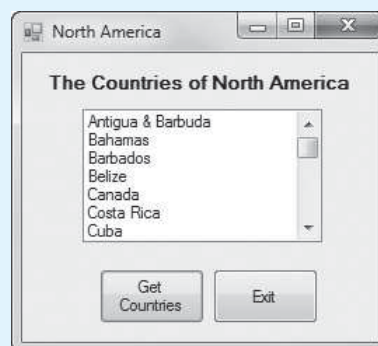 North America
The Countries of North America
Antigua & Barbuda
Bahamas
Barbados
Belize
Canada
Costa Rica
Cuba
Get
Countries
Exit